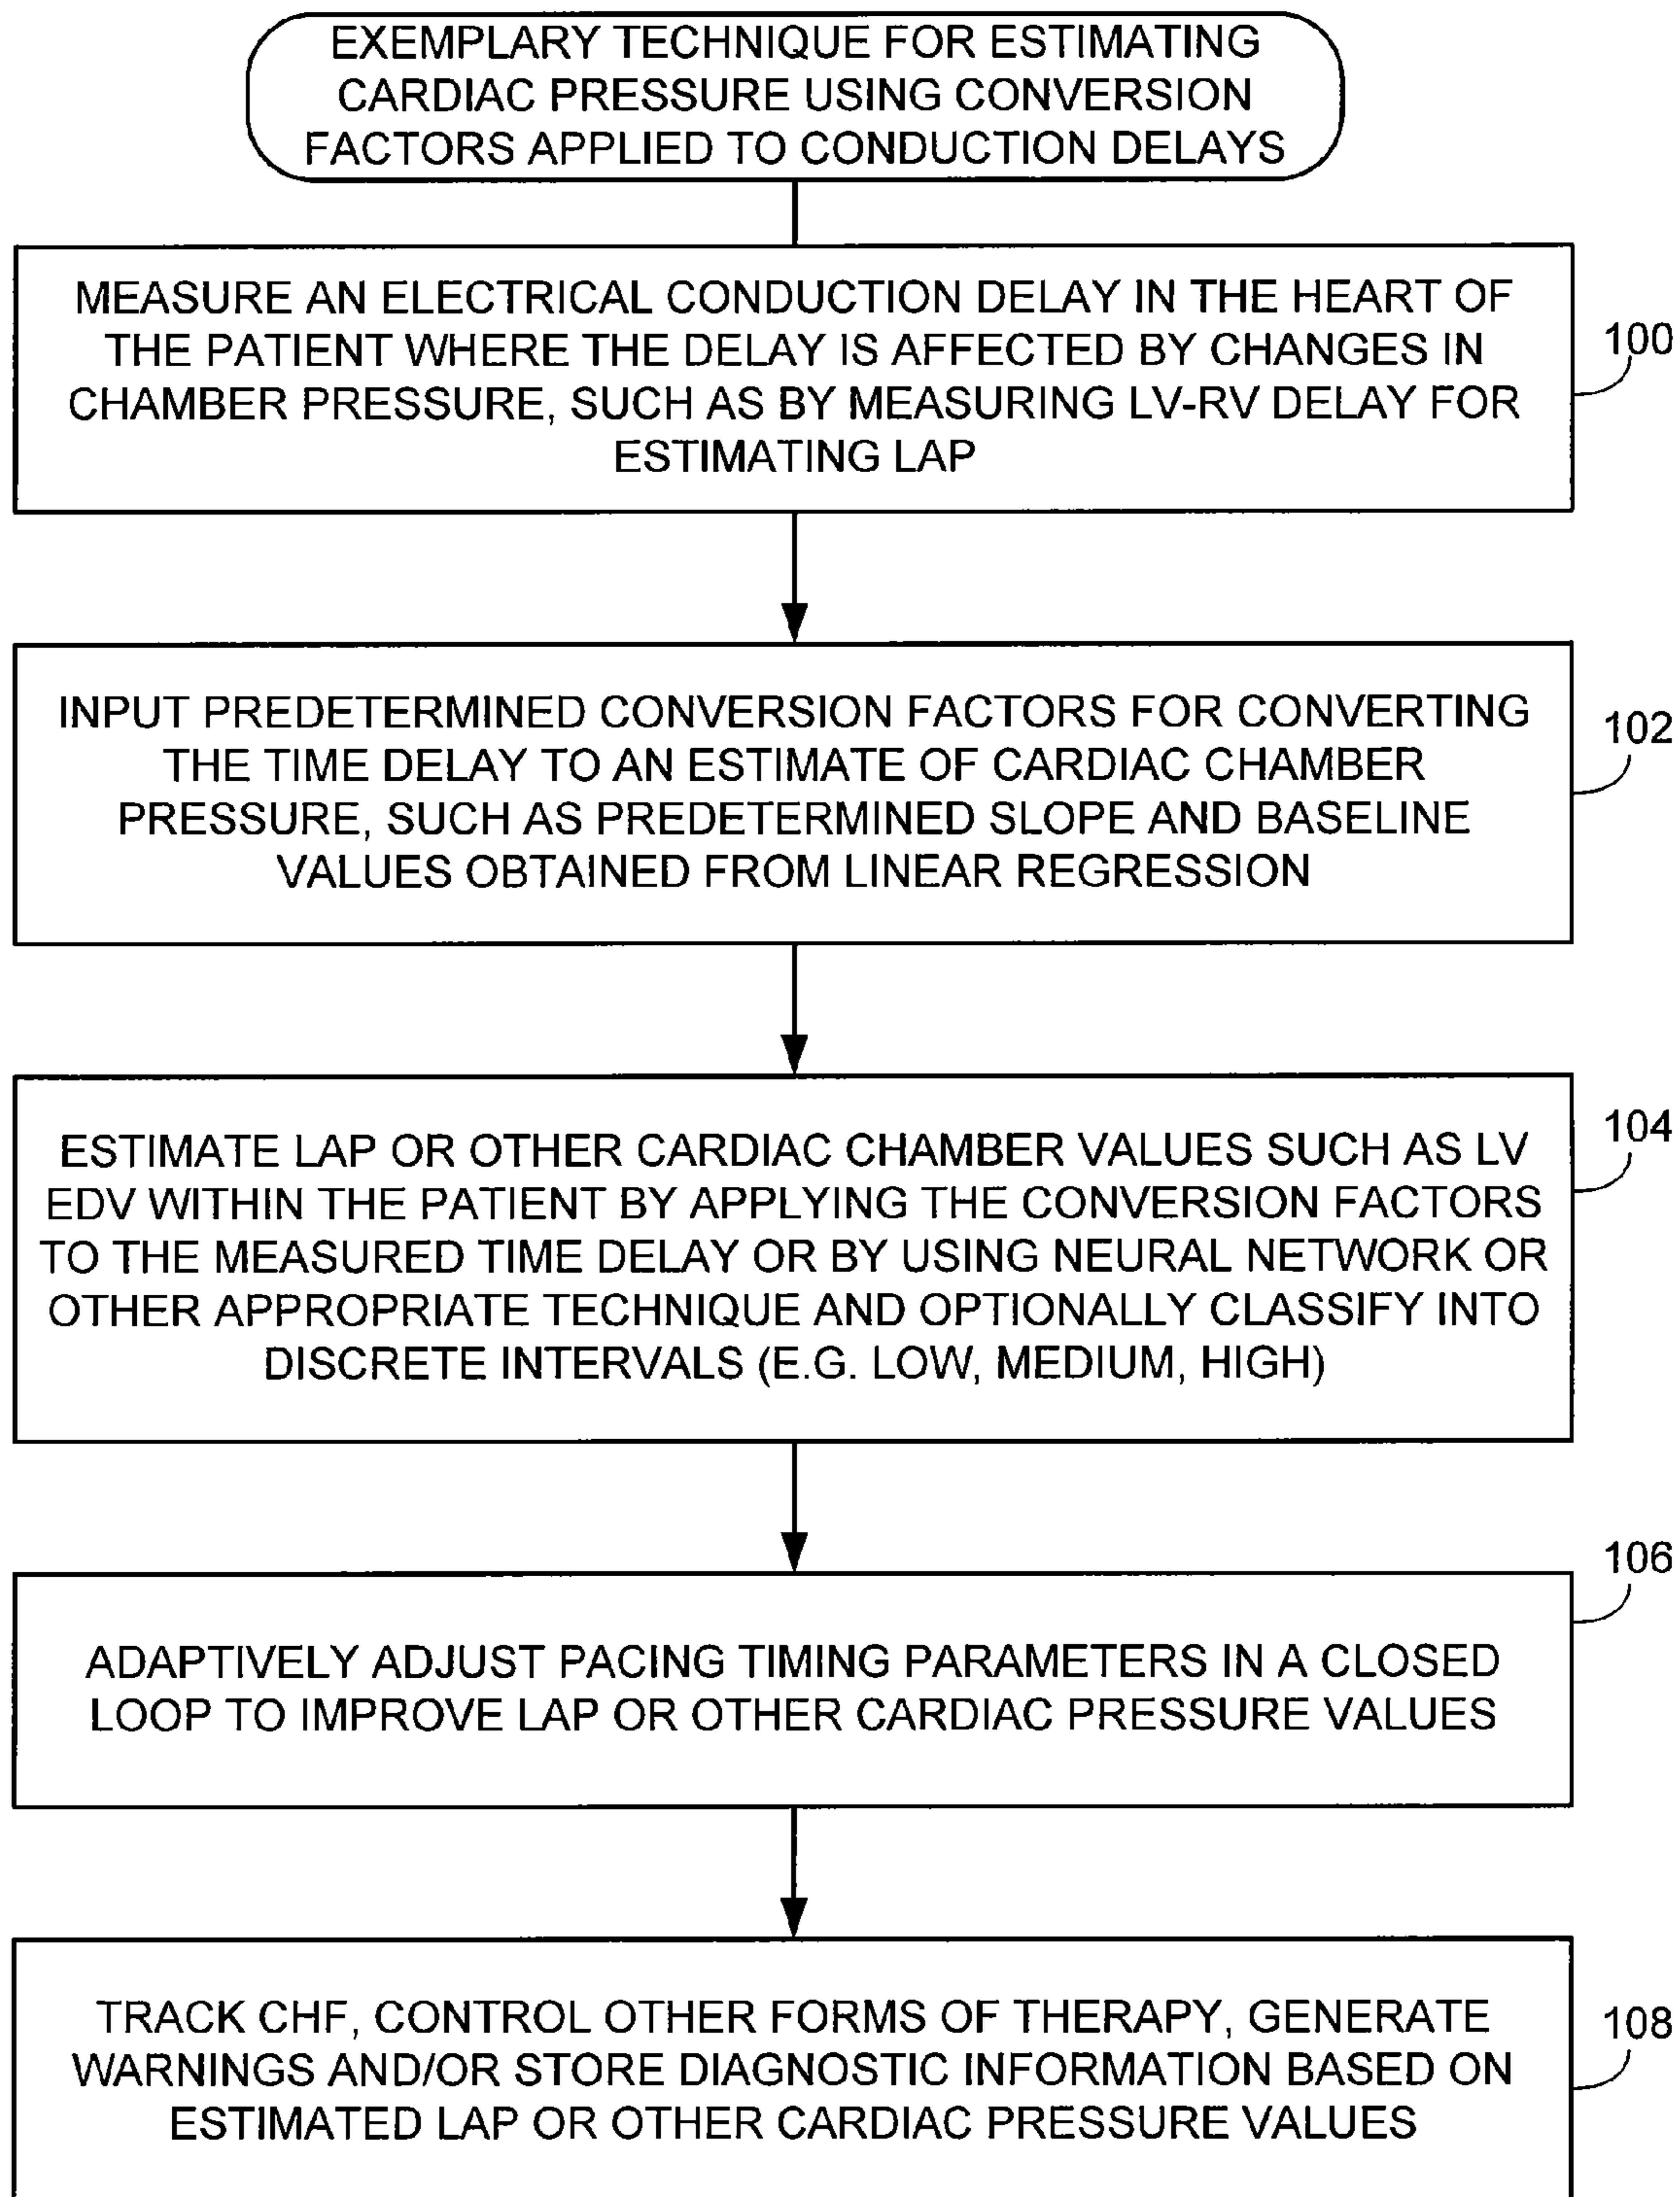 EXEMPLARY TECHNIQUE FOR ESTIMATING
CARDIAC PRESSURE USING CONVERSION
FACTORS APPLIED TO CONDUCTION DELAYS
MEASURE AN ELECTRICAL CONDUCTION DELAY IN THE HEART OF
THE PATIENT WHERE THE DELAY IS AFFECTED BY CHANGES IN
CHAMBER PRESSURE, SUCH AS BY MEASURING LV-RV DELAY FOR
ESTIMATING LAP
100
INPUT PREDETERMINED CONVERSION FACTORS FOR CONVERTING
THE TIME DELAY TO AN ESTIMATE OF CARDIAC CHAMBER
PRESSURE, SUCH AS PREDETERMINED SLOPE AND BASELINE
VALUES OBTAINED FROM LINEAR REGRESSION
102
ESTIMATE LAP OR OTHER CARDIAC CHAMBER VALUES SUCH AS LV
EDV WITHIN THE PATIENT BY APPLYING THE CONVERSION FACTORS
TO THE MEASURED TIME DELAY OR BY USING NEURAL NETWORK OR
OTHER APPROPRIATE TECHNIQUE AND OPTIONALLY CLASSIFY INTO
DISCRETE INTERVALS (E.G. LOW, MEDIUM, HIGH)
104
ADAPTIVELY ADJUST PACING TIMING PARAMETERS IN A CLOSED
LOOP TO IMPROVE LAP OR OTHER CARDIAC PRESSURE VALUES
106
TRACK CHF, CONTROL OTHER FORMS OF THERAPY, GENERATE
WARNINGS AND/OR STORE DIAGNOSTIC INFORMATION BASED ON
ESTIMATED LAP OR OTHER CARDIAC PRESSURE VALUES
108